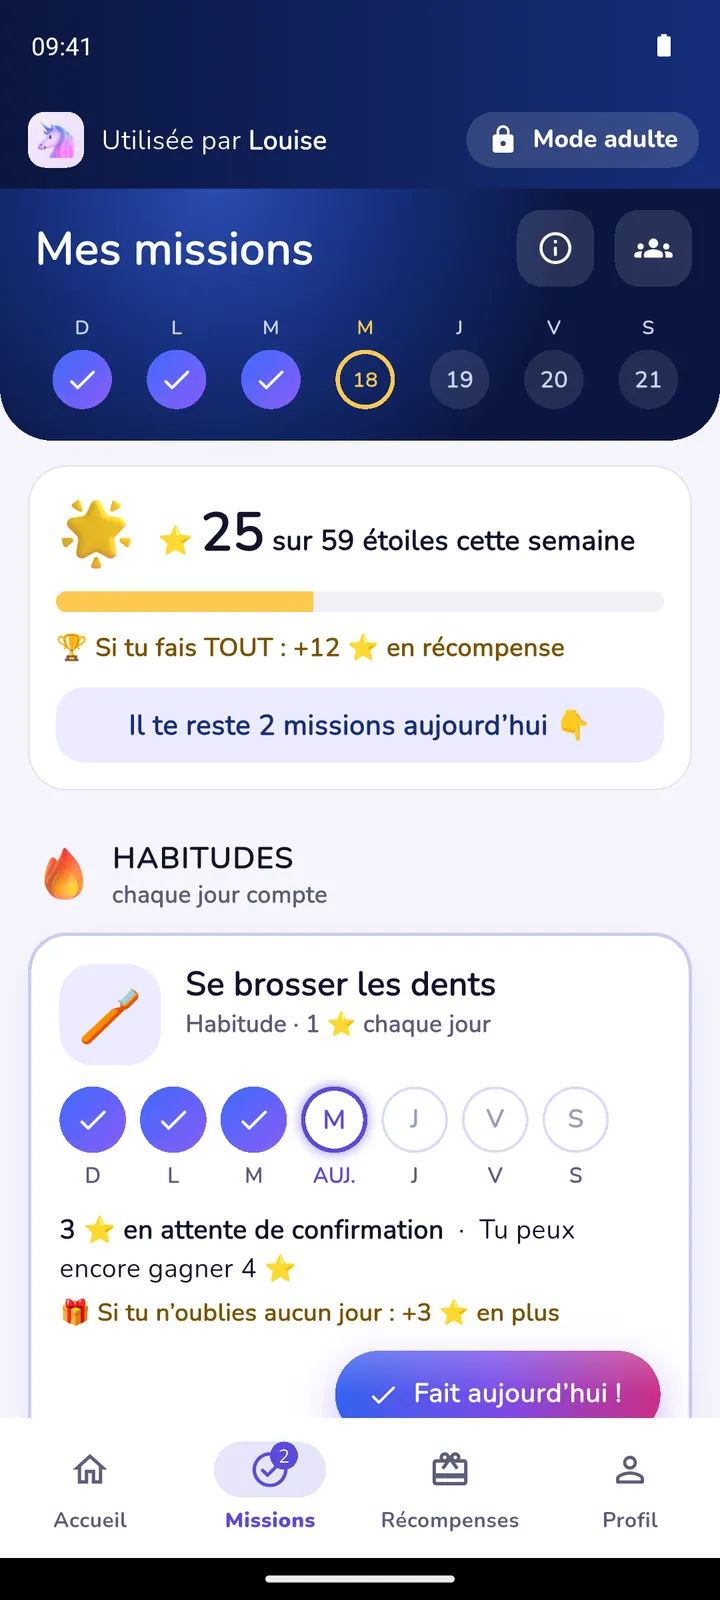 09:41
Utilisée par Louise
Mode adulte
Mes missions
D L M M J V S
18 19 20 21
25 sur 59 étoiles cette semaine
Si tu fais TOUT : +12 ⭐ en récompense
Il te reste 2 missions aujourd’hui 👇
HABITUDES
chaque jour compte
Se brosser les dents
Habitude · 1 ⭐ chaque jour
M J V S
D L M AUJ. J V S
3 ⭐ en attente de confirmation · Tu peux
encore gagner 4 ⭐
🎁 Si tu n’oublies aucun jour : +3 ⭐ en plus
Fait aujourd’hui !
2
Accueil Missions Récompenses Profil